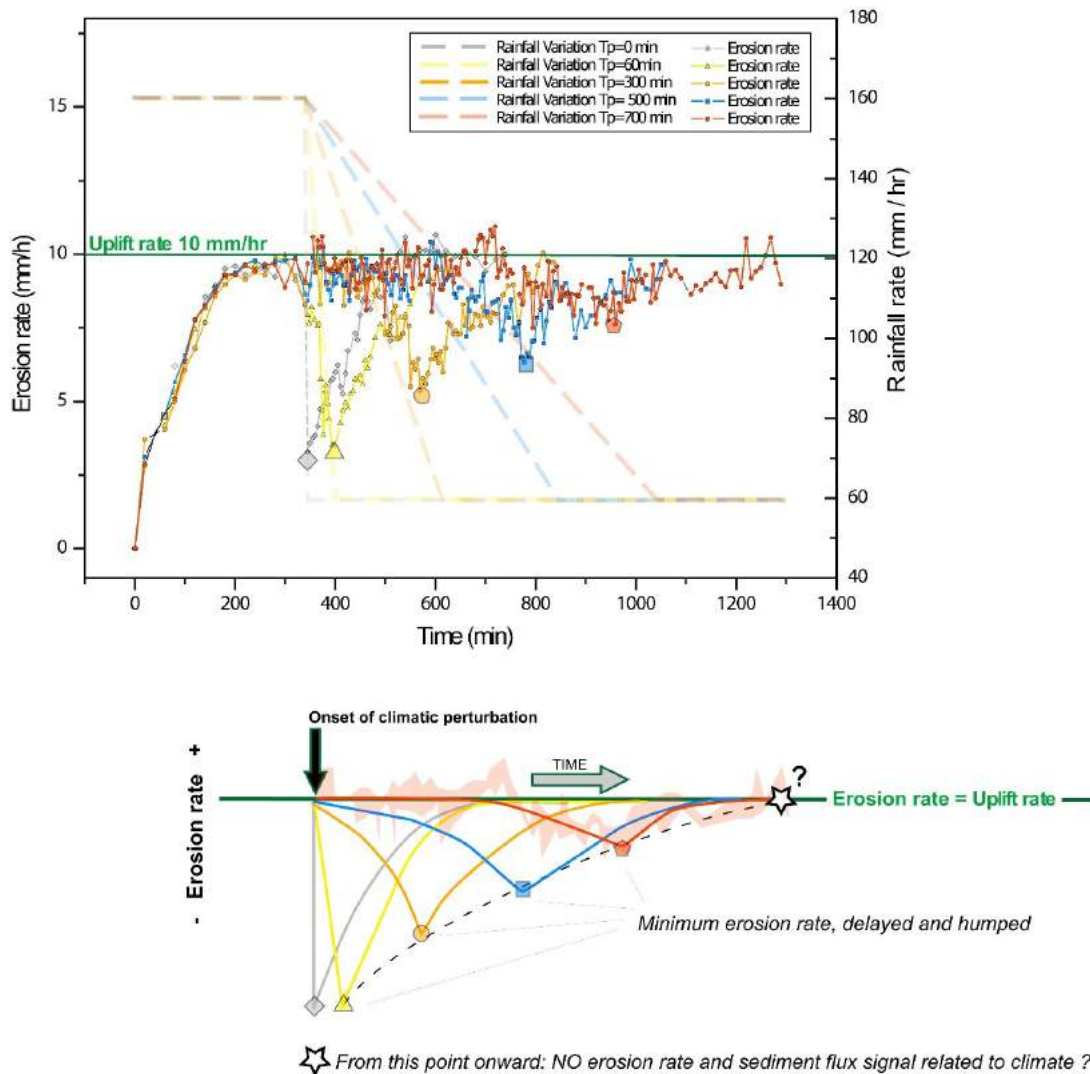 180
Rainfall Variation Tp=0 min
Erosion rate
Rainfall Variation Tp=60min
Erosion rate
Rainfall Variation Tp=300 min
Erosion rate
Rainfall Variation Tp= 500 min
Erosion rate
Rainfall Variation Tp=700 min
Erosion rate
15
10
5
0
Erosion rate (mm/h)
Uplift rate 10 mm/hr
160
140
120
100
80
60
40
Rainfall rate (mm / hr)
0
200
400
600
800
1000
1200
1400
Time (min)
Onset of climatic perturbation
- Erosion rate +
TIME
?
Erosion rate = Uplift rate
Minimum erosion rate, delayed and humped
From this point onward: NO erosion rate and sediment flux signal related to climate ?